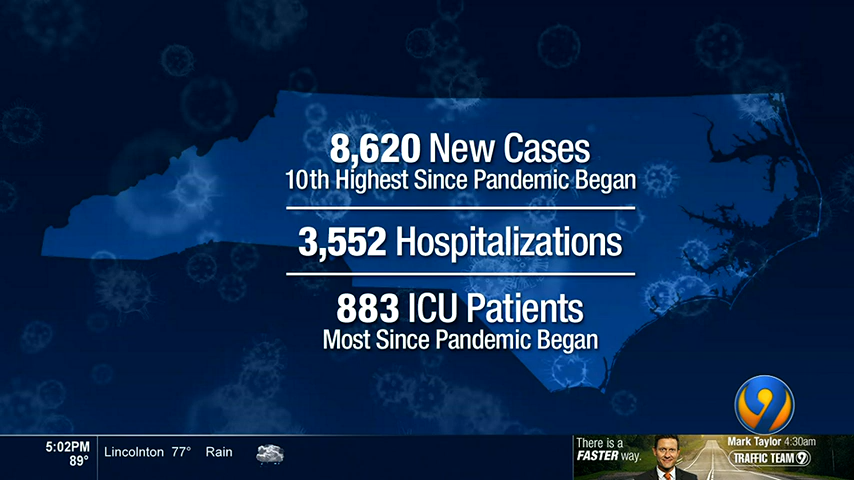 8,620 New Cases
10th Highest Since Pandemic Began
3,552 Hospitalizations
883 ICU Patients
Most Since Pandemic Began
9
5:02PM
89°
Lincolnton 77° Rain
There is a
FASTER way.
Mark Taylor 4:30am
TRAFFIC TEAM 9